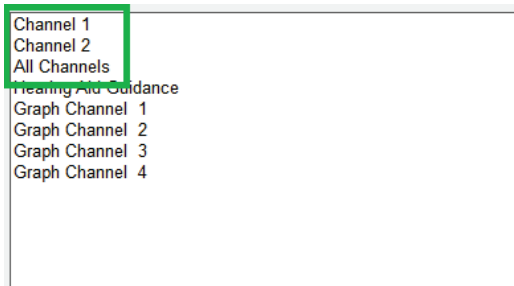 Channel 1
Channel 2
All Channels
Hearing Aid Guidance
Graph Channel  1
Graph Channel  2
Graph Channel  3
Graph Channel  4